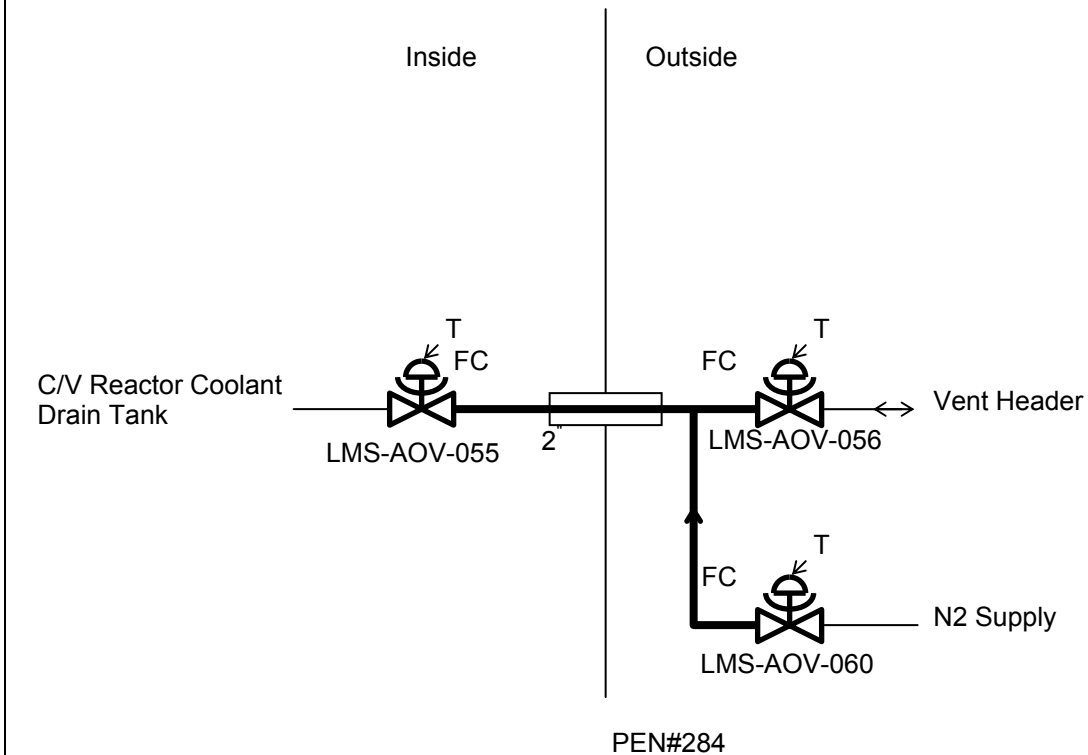 Inside
Outside
T
FC
FC
T
C/V Reactor Coolant
Drain Tank
Vent Header
2"
LMS-AOV-055
LMS-AOV-056
T
FC
N2 Supply
LMS-AOV-060
PEN#284